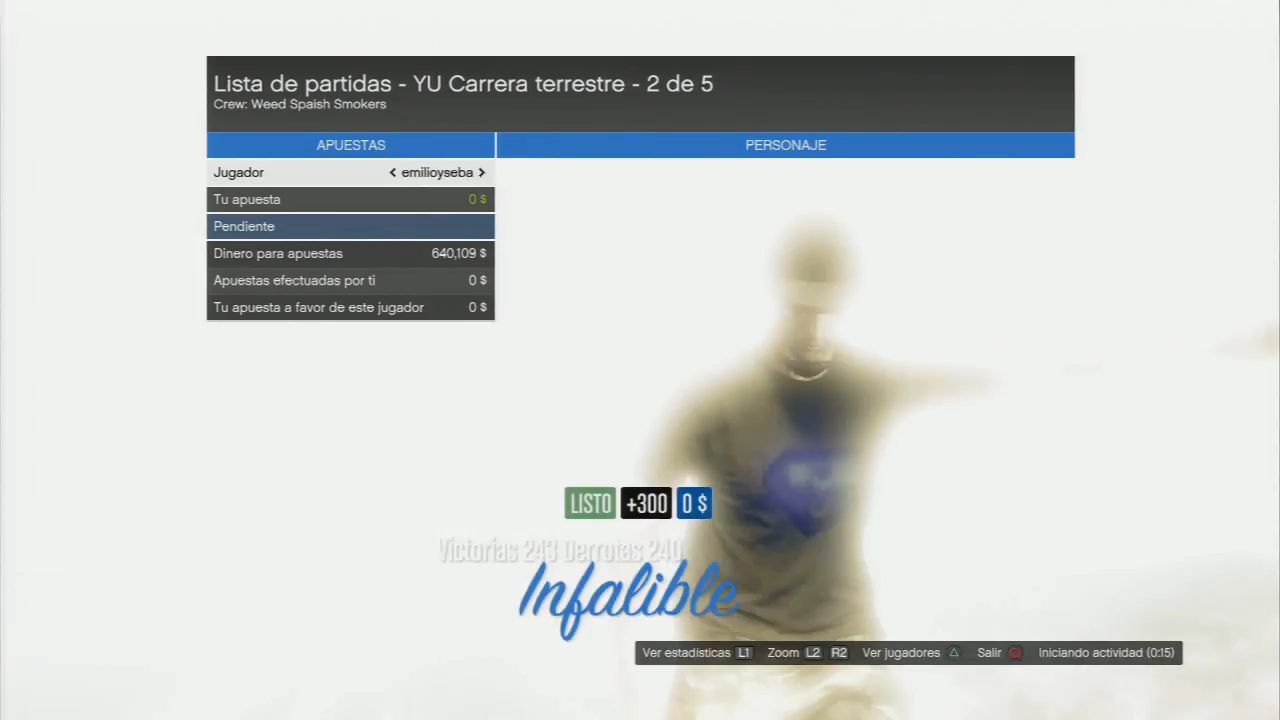 Lista de partidas - YU Carrera terrestre - 2 de 5
Crew: Weed Spaish Smokers
APUESTAS
PERSONAJE
Jugador
emilioyseba
Tu apuesta
0 $
Pendiente
Dinero para apuestas
640,109 $
Apuestas efectuadas por ti
0 $
Tu apuesta a favor de este jugador
0 $
LISTO +300 0 $
Victorias 243 Derrotas 240
Infalible
Ver estadísticas L1 Zoom L2 R2 Ver jugadores Salir Iniciando actividad (0:15)